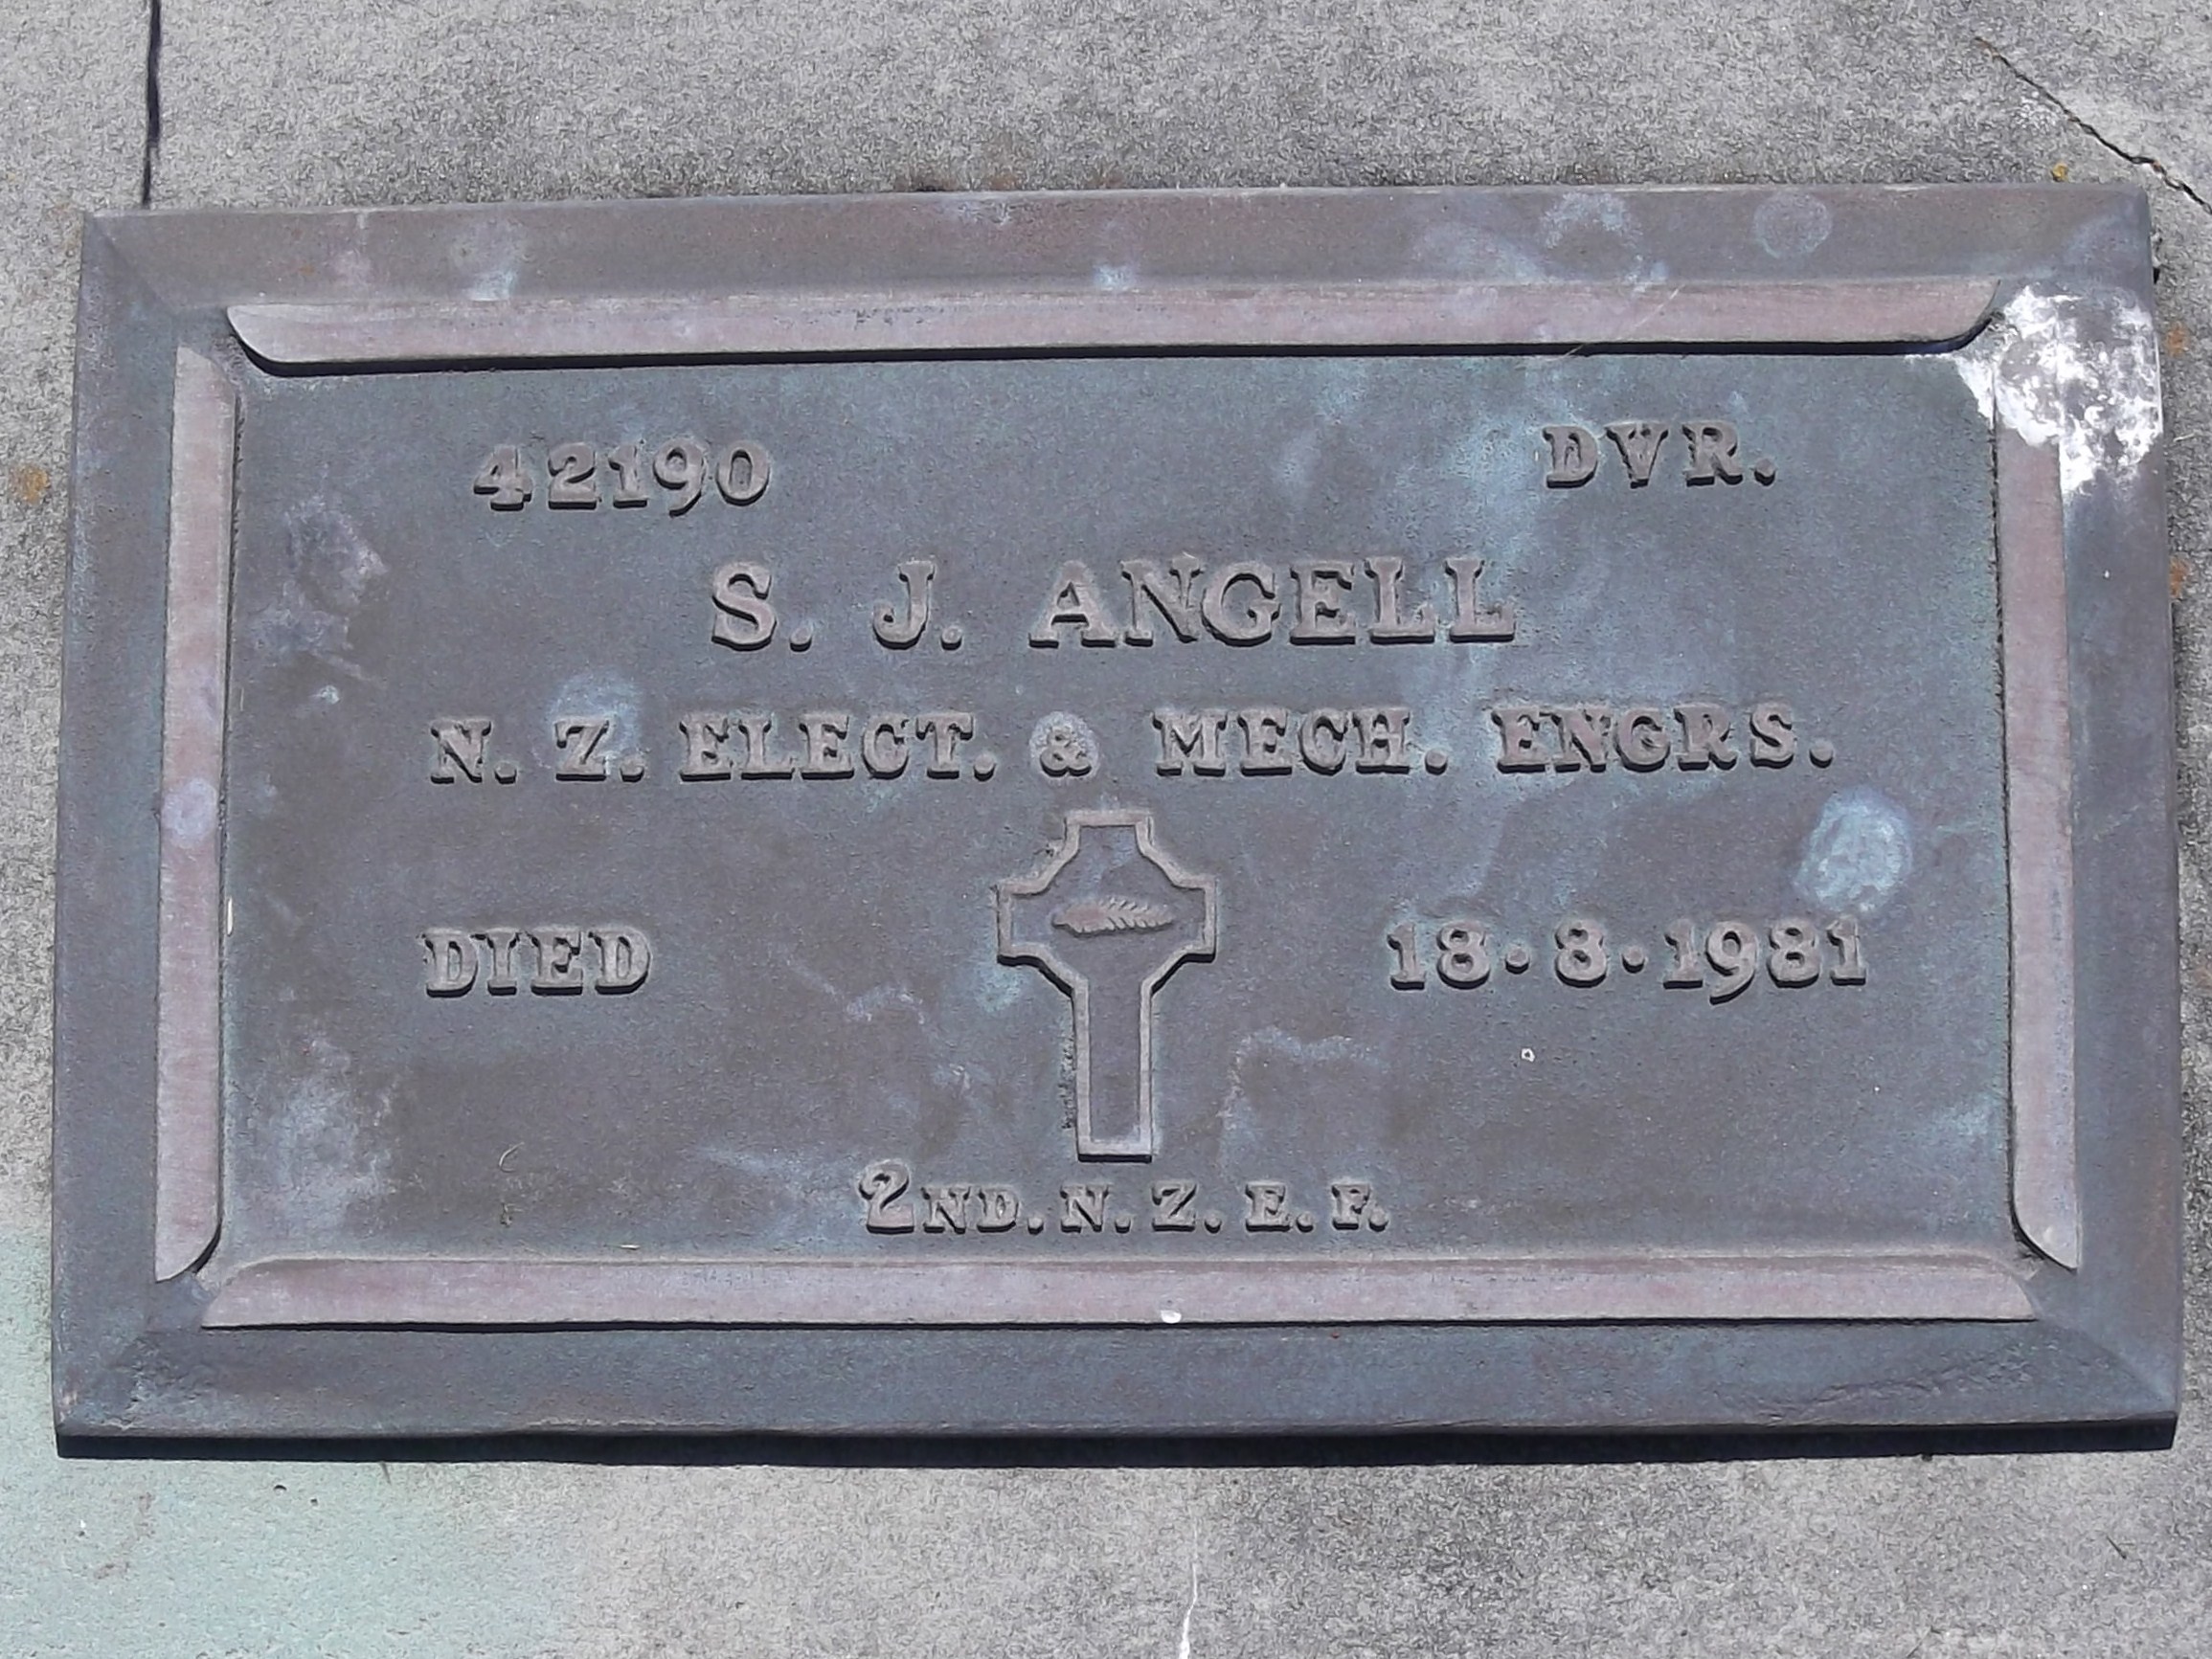 42190 DVR.
S. J. ANGELL
N. Z. ELECT. & MECH. ENGRS.
DIED 18·8·1981
2ND. N. Z. E. F.